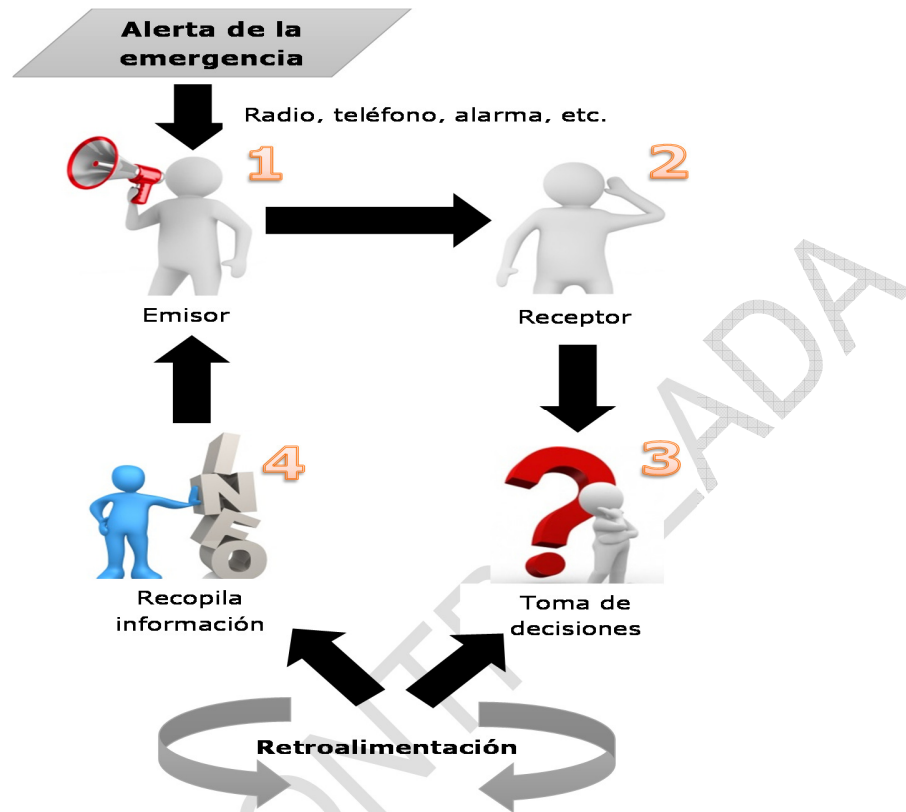 Alerta de la
emergencia
Radio, teléfono, alarma, etc.
1
2
Emisor
Receptor
4
3
INFO
Recopila
información
Toma de
decisiones
Retroalimentación